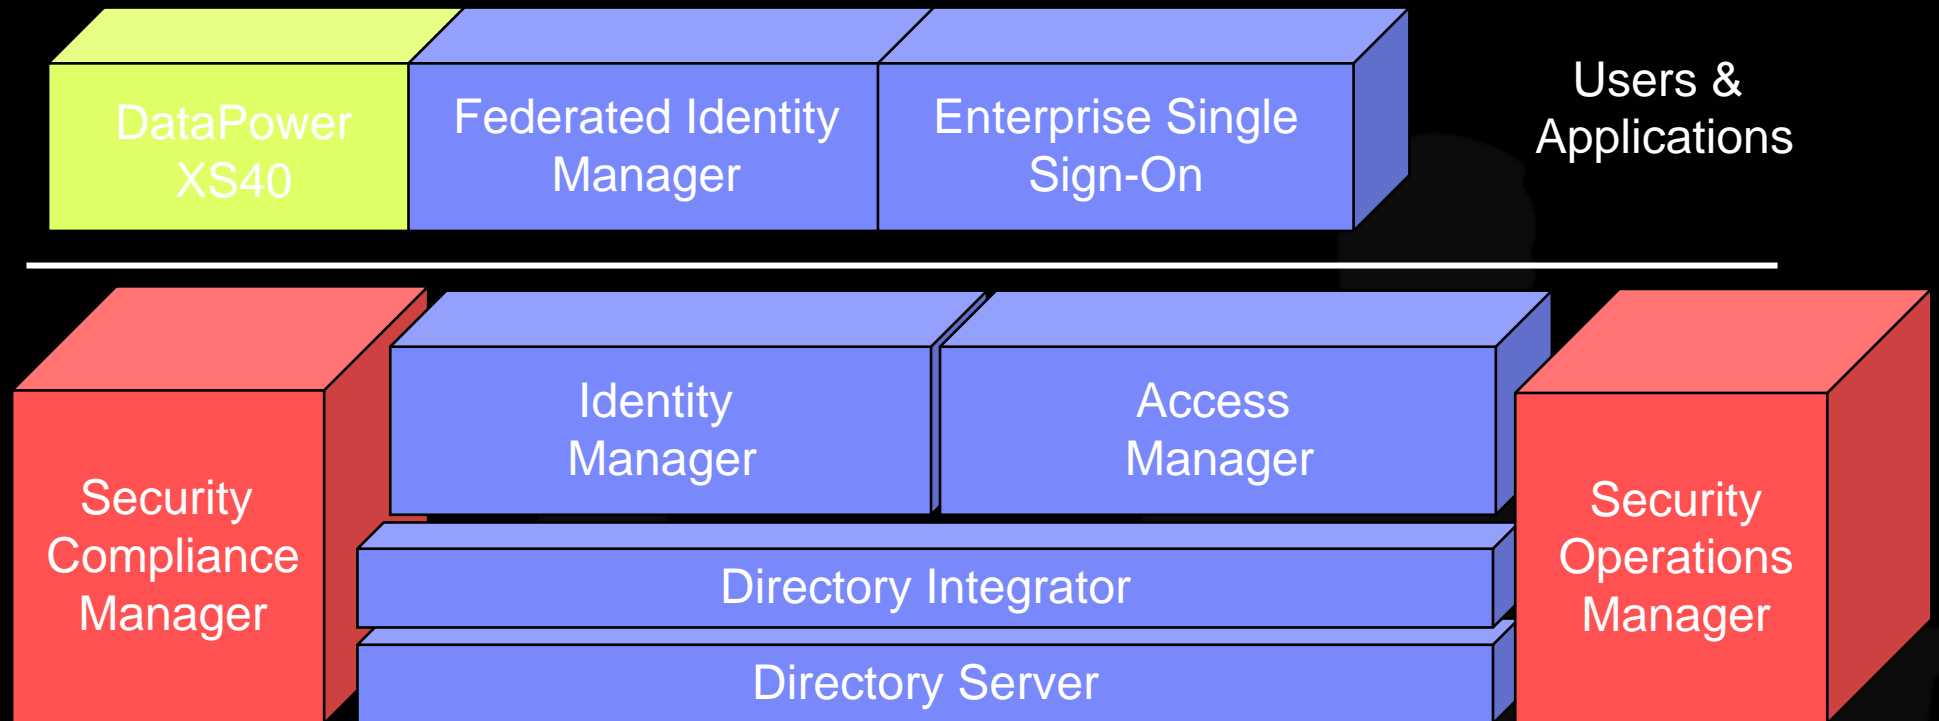 DataPower
XS40
Federated Identity
Manager
Enterprise Single
Sign-On
Users &
Applications
Security
Compliance
Manager
Identity
Manager
Access
Manager
Directory Integrator
Directory Server
Security
Operations
Manager